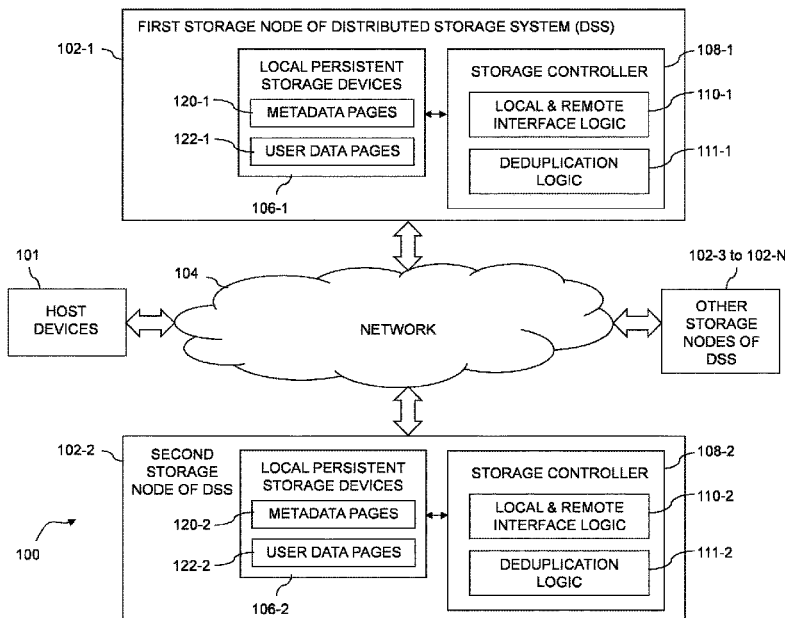 FIRST STORAGE NODE OF DISTRIBUTED STORAGE SYSTEM (DSS)
102-1
LOCAL PERSISTENT
STORAGE DEVICES
120-1
METADATA PAGES
122-1
USER DATA PAGES
106-1
STORAGE CONTROLLER
108-1
LOCAL & REMOTE
INTERFACE LOGIC
110-1
DEDUPLICATION
LOGIC
111-1
101
HOST
DEVICES
104
NETWORK
102-3 to 102-N
OTHER
STORAGE
NODES OF
DSS
102-2
SECOND
STORAGE
NODE OF DSS
LOCAL PERSISTENT
STORAGE DEVICES
120-2
METADATA PAGES
122-2
USER DATA PAGES
106-2
STORAGE CONTROLLER
108-2
LOCAL & REMOTE
INTERFACE LOGIC
110-2
DEDUPLICATION
LOGIC
111-2
100